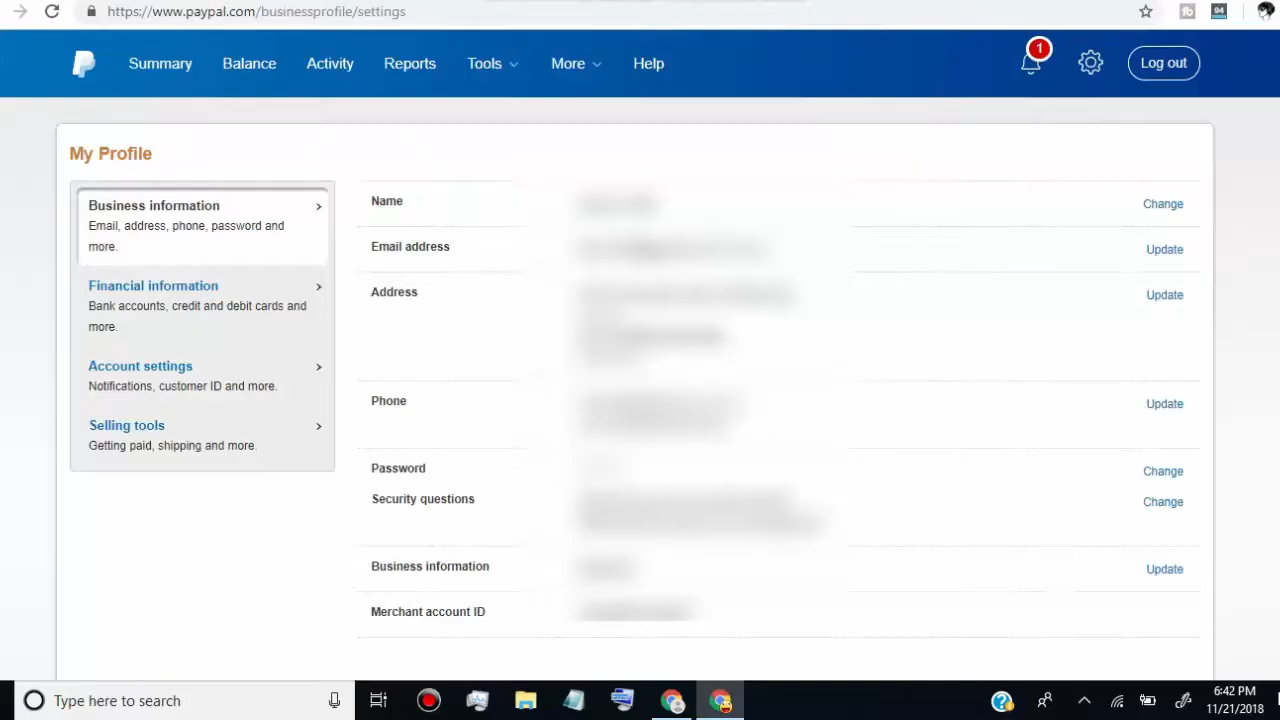 https://www.paypal.com/businessprofile/settings
94
Summary
Balance
Activity
Reports
Tools
More
Help
1
Log out
My Profile
Business information
Email, address, phone, password and
more.
Financial information
Bank accounts, credit and debit cards and
more.
Account settings
Notifications, customer ID and more.
Selling tools
Getting paid, shipping and more.
Name
Change
Email address
Update
Address
Update
Phone
Update
Password
Change
Security questions
Change
Business information
Update
Merchant account ID
Type here to search
6:42 PM
11/21/2018